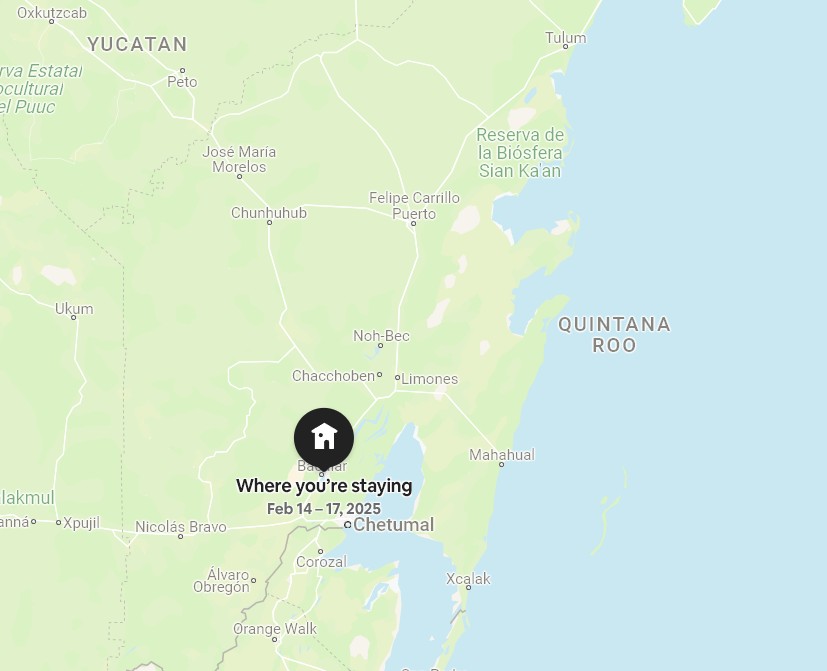 Oxkutzcab
YUCATAN
Tulum
rva Estatal
ocultural
el Puuc
Peto
Reserva de
la Biósfera
Sian Ka'an
José María
Morelos
Felipe Carrillo
Puerto
Chunhuhub
Ukum
QUINTANA
ROO
Noh-Bec
Chacchoben
Limones
Mahahual
Where you're staying
Feb 14 – 17, 2025
lakmul
anná
Xpujil
Nicolás Bravo
Chetumal
Corozal
Álvaro
Obregón
Xcalak
Orange Walk